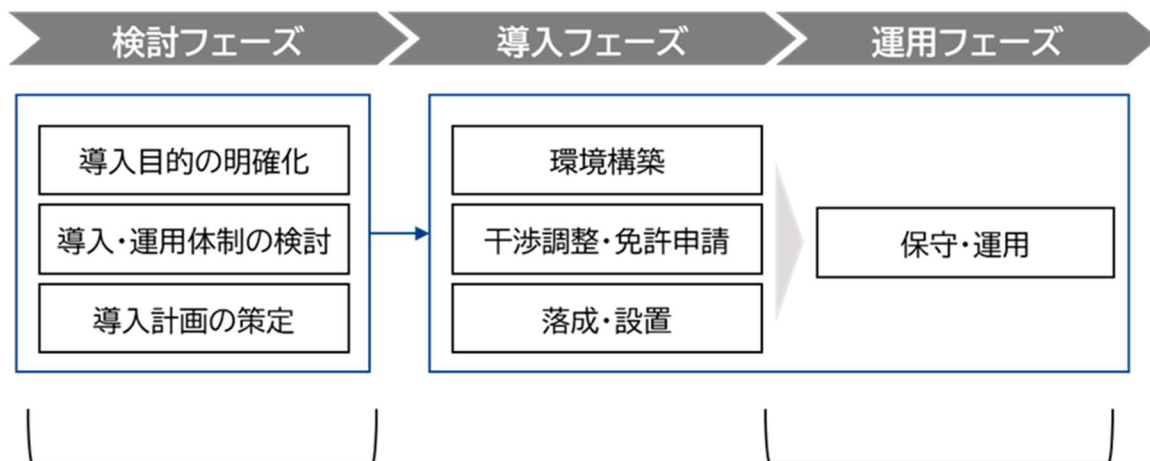 検討フェーズ
導入フェーズ
運用フェーズ
導入目的の明確化
導入・運用体制の検討
導入計画の策定
環境構築
干渉調整・免許申請
落成・設置
保守・運用